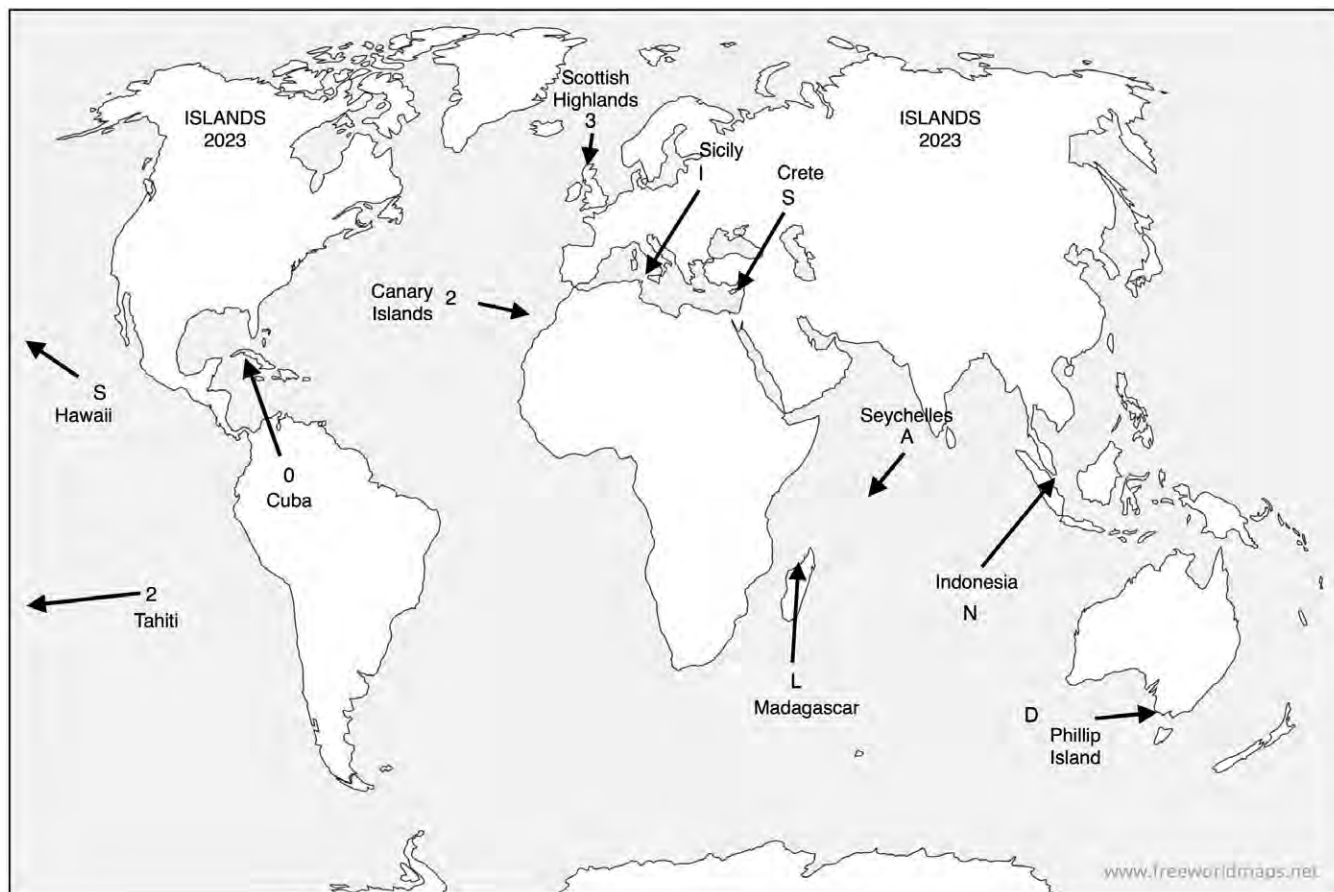 Scottish
Highlands
3
ISLANDS
2023
ISLANDS
2023
Sicily
I
Crete
S
Canary
Islands
2
S
Hawaii
Seychelles
A
0
Cuba
Indonesia
N
2
Tahiti
L
Madagascar
D
Phillip
Island
www.freeworldmaps.net